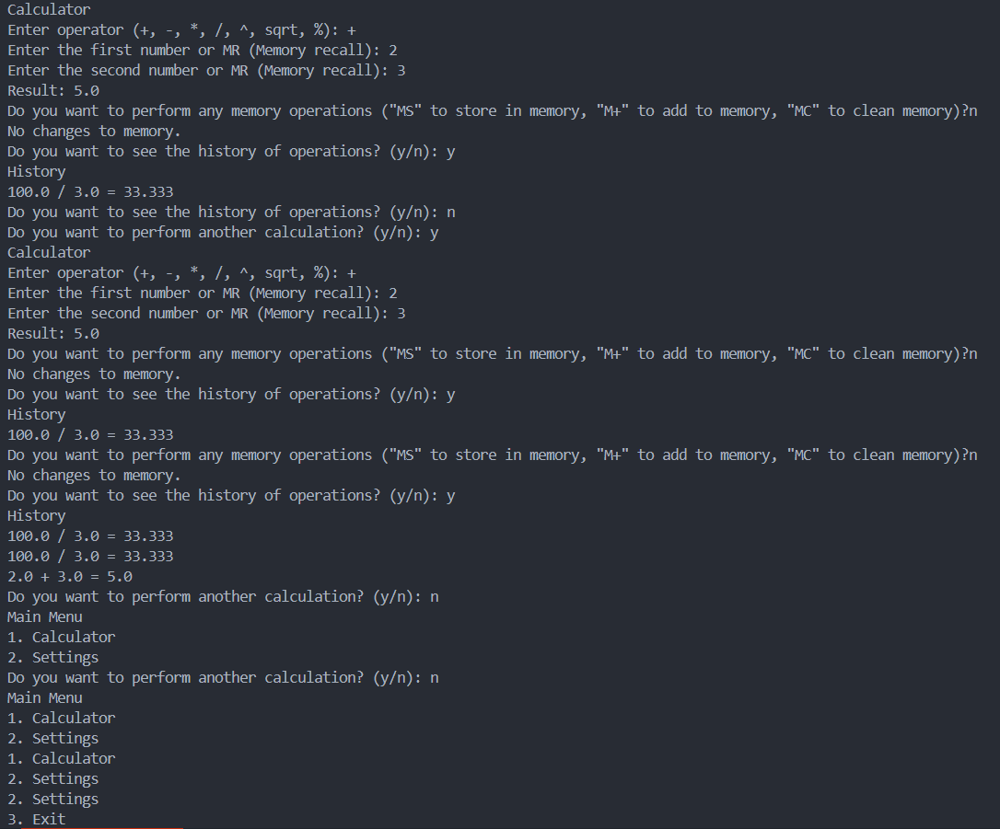 Calculator
Enter operator (+, -, *, /, ^, sqrt, %): +
Enter the first number or MR (Memory recall): 2
Enter the second number or MR (Memory recall): 3
Result: 5.0
Do you want to perform any memory operations ("MS" to store in memory, "M+" to add to memory, "MC" to clean memory)?n
No changes to memory.
Do you want to see the history of operations? (y/n): y
History
100.0 / 3.0 = 33.333
Do you want to see the history of operations? (y/n): n
Do you want to perform another calculation? (y/n): y
Calculator
Enter operator (+, -, *, /, ^, sqrt, %): +
Enter the first number or MR (Memory recall): 2
Enter the second number or MR (Memory recall): 3
Result: 5.0
Do you want to perform any memory operations ("MS" to store in memory, "M+" to add to memory, "MC" to clean memory)?n
No changes to memory.
Do you want to see the history of operations? (y/n): y
History
100.0 / 3.0 = 33.333
Do you want to perform any memory operations ("MS" to store in memory, "M+" to add to memory, "MC" to clean memory)?n
No changes to memory.
Do you want to see the history of operations? (y/n): y
History
100.0 / 3.0 = 33.333
100.0 / 3.0 = 33.333
2.0 + 3.0 = 5.0
Do you want to perform another calculation? (y/n): n
Main Menu
1. Calculator
2. Settings
Do you want to perform another calculation? (y/n): n
Main Menu
1. Calculator
2. Settings
1. Calculator
2. Settings
2. Settings
3. Exit